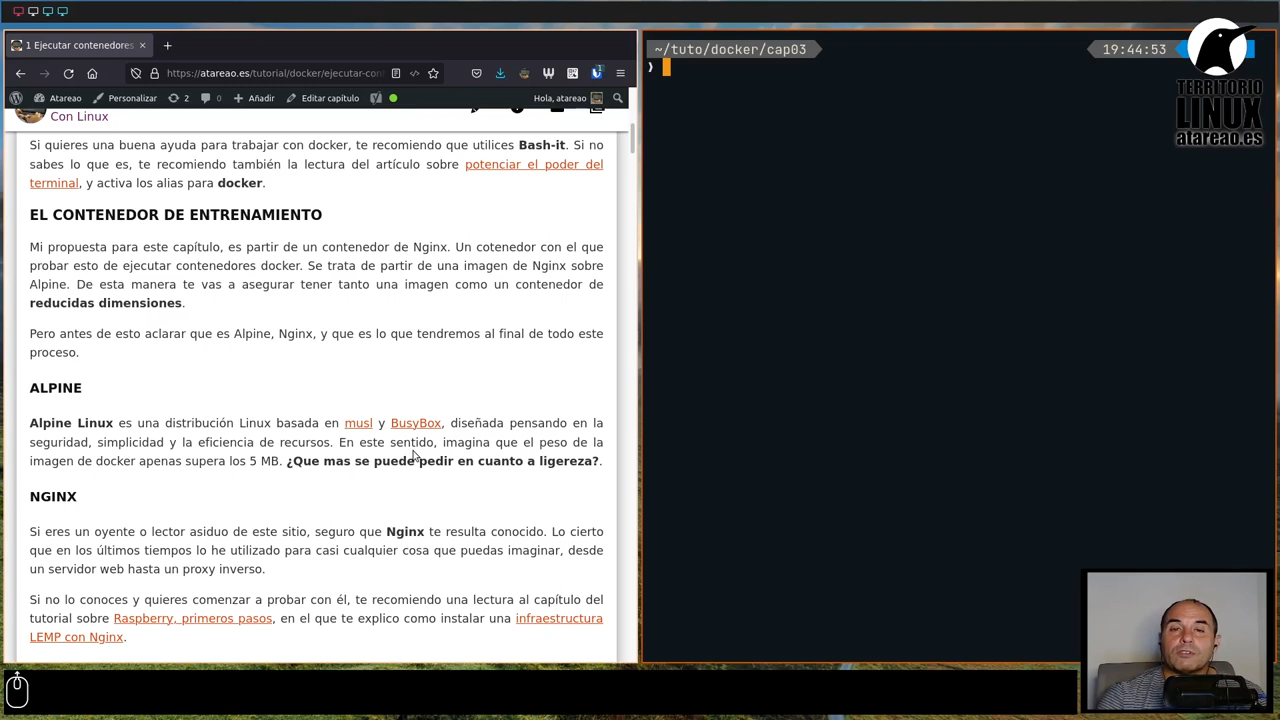 1 Ejecutar contenedores
https://atareao.es/tutorial/docker/ejecutar-con
Atareao
Personalizar
2
0
Añadir
Editar capítulo
Hola, atareao
Con Linux
Si quieres una buena ayuda para trabajar con docker, te recomiendo que utilices Bash-it. Si no
sabes lo que es, te recomiendo también la lectura del artículo sobre potenciar el poder del
terminal, y activa los alias para docker.
EL CONTENEDOR DE ENTRENAMIENTO
Mi propuesta para este capítulo, es partir de un contenedor de Nginx. Un cotenedor con el que
probar esto de ejecutar contenedores docker. Se trata de partir de una imagen de Nginx sobre
Alpine. De esta manera te vas a asegurar tener tanto una imagen como un contenedor de
reducidas dimensiones.
Pero antes de esto aclarar que es Alpine, Nginx, y que es lo que tendremos al final de todo este
proceso.
ALPINE
Alpine Linux es una distribución Linux basada en musl y BusyBox, diseñada pensando en la
seguridad, simplicidad y la eficiencia de recursos. En este sentido, imagina que el peso de la
imagen de docker apenas supera los 5 MB. ¿Que mas se puede pedir en cuanto a ligereza?.
NGINX
Si eres un oyente o lector asiduo de este sitio, seguro que Nginx te resulta conocido. Lo cierto
que en los últimos tiempos lo he utilizado para casi cualquier cosa que puedas imaginar, desde
un servidor web hasta un proxy inverso.
Si no lo conoces y quieres comenzar a probar con él, te recomiendo una lectura al capítulo del
tutorial sobre Raspberry, primeros pasos, en el que te explico como instalar una infraestructura
LEMP con Nginx.
~/tuto/docker/cap03
19:44:53
TERRITORIO
LINUX
atareao.es